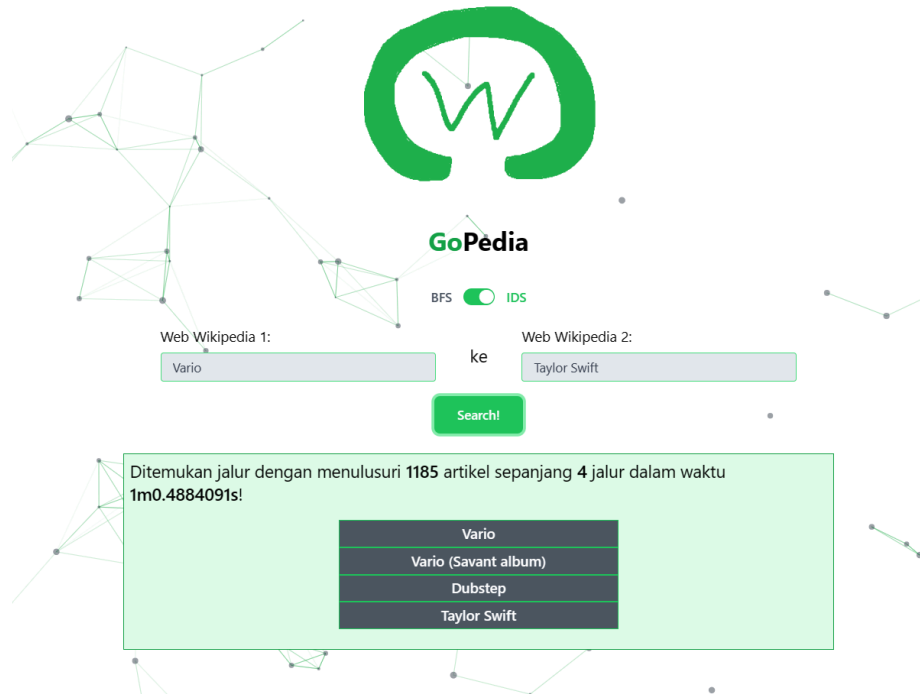 W
GoPedia
BFS IDS
Web Wikipedia 1:
Vario
ke
Web Wikipedia 2:
Taylor Swift
Search!
Ditemukan jalur dengan menulusuri 1185 artikel sepanjang 4 jalur dalam waktu
1m0.4884091s!
Vario
Vario (Savant album)
Dubstep
Taylor Swift